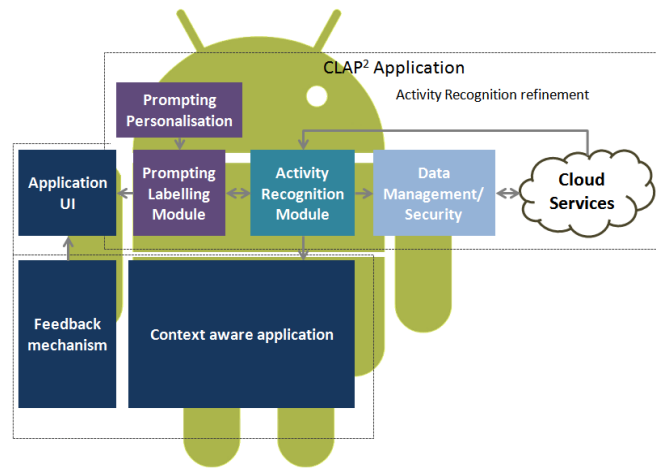 CLAP² Application
Activity Recognition refinement
Prompting
Personalisation
Application
UI
Prompting
Labelling
Module
Activity
Recognition
Module
Data
Management/
Security
Cloud
Services
Feedback
mechanism
Context aware application